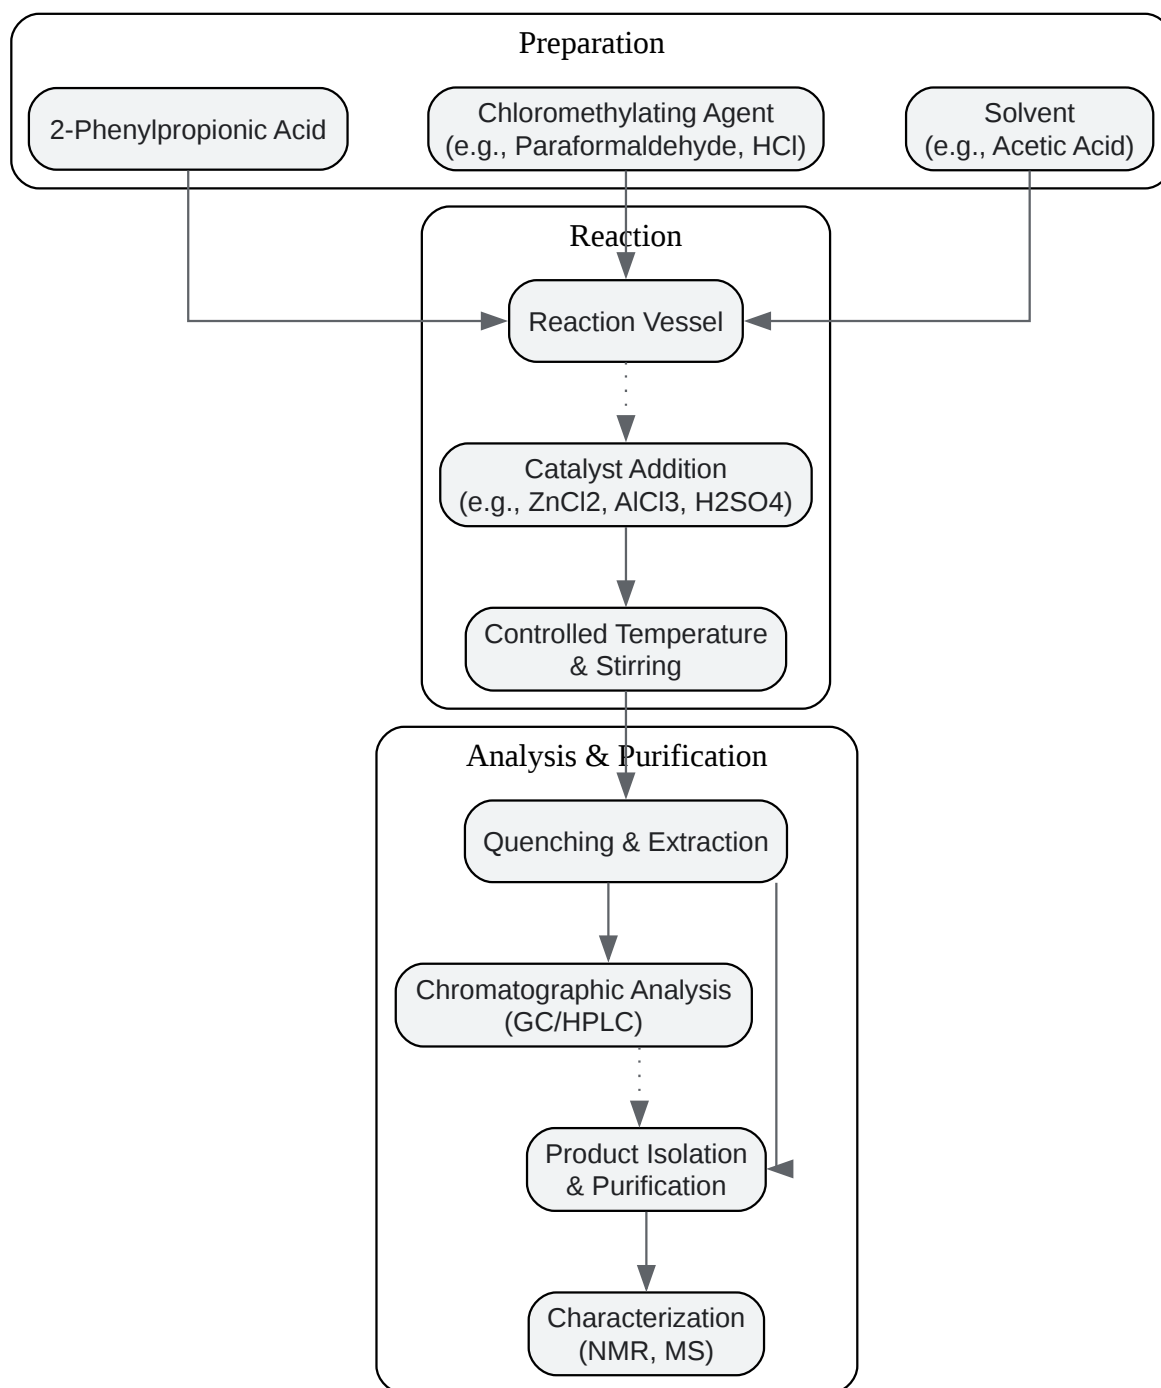 Preparation
2-Phenylpropionic Acid
Chloromethylating Agent
(e.g., Paraformaldehyde, HCl)
Solvent
(e.g., Acetic Acid)
Reaction
Reaction Vessel
Catalyst Addition
(e.g., ZnCl2, AlCl3, H2SO4)
Controlled Temperature
& Stirring
Analysis & Purification
Quenching & Extraction
Chromatographic Analysis
(GC/HPLC)
Product Isolation
& Purification
Characterization
(NMR, MS)